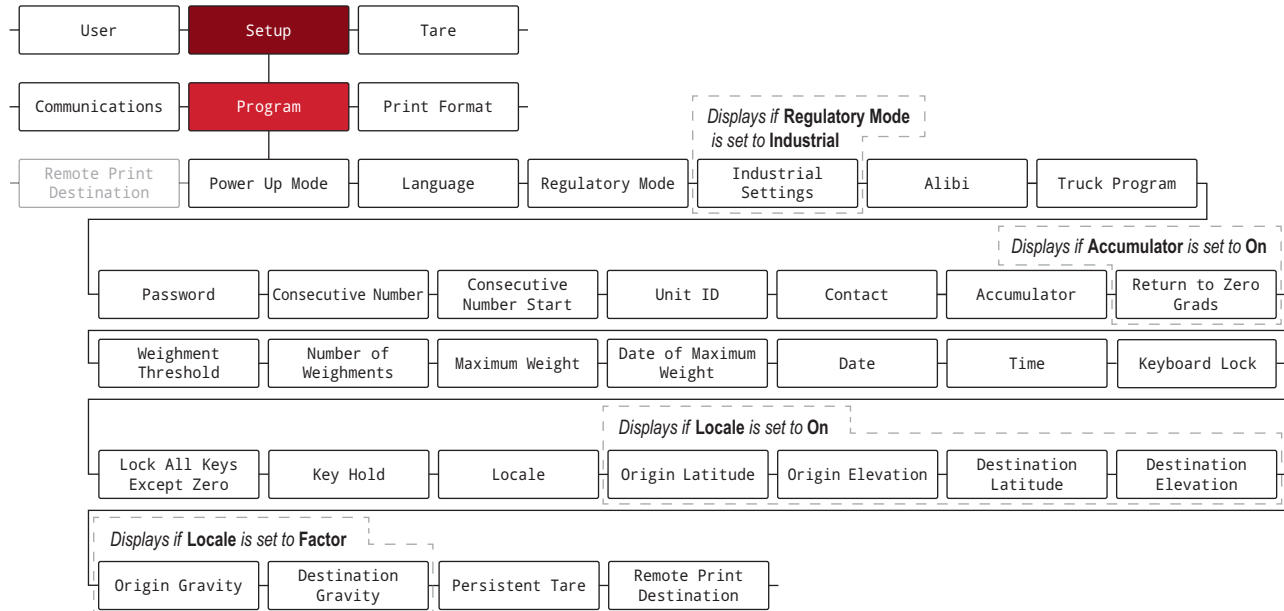 User
Setup
Tare
Communications
Program
Print Format
Displays if Regulatory Mode
is set to Industrial
Remote Print
Destination
Power Up Mode
Language
Regulatory Mode
Industrial
Settings
Alibi
Truck Program
Displays if Accumulator is set to On
Password
Consecutive Number
Consecutive
Number Start
Unit ID
Contact
Accumulator
Return to Zero
Grads
Weighment
Threshold
Number of
Weighments
Maximum Weight
Date of Maximum
Weight
Date
Time
Keyboard Lock
Displays if Locale is set to On
Lock All Keys
Except Zero
Key Hold
Locale
Origin Latitude
Origin Elevation
Destination
Latitude
Destination
Elevation
Displays if Locale is set to Factor
Origin Gravity
Destination
Gravity
Persistent Tare
Remote Print
Destination